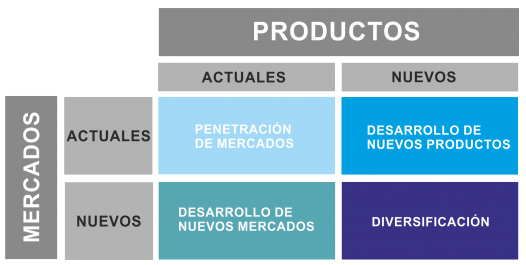 PRODUCTOS
ACTUALES
NUEVOS
MERCADOS
ACTUALES
PENETRACIÓN
DE MERCADOS
DESARROLLO DE
NUEVOS PRODUCTOS
NUEVOS
DESARROLLO DE
NUEVOS MERCADOS
DIVERSIFICACIÓN